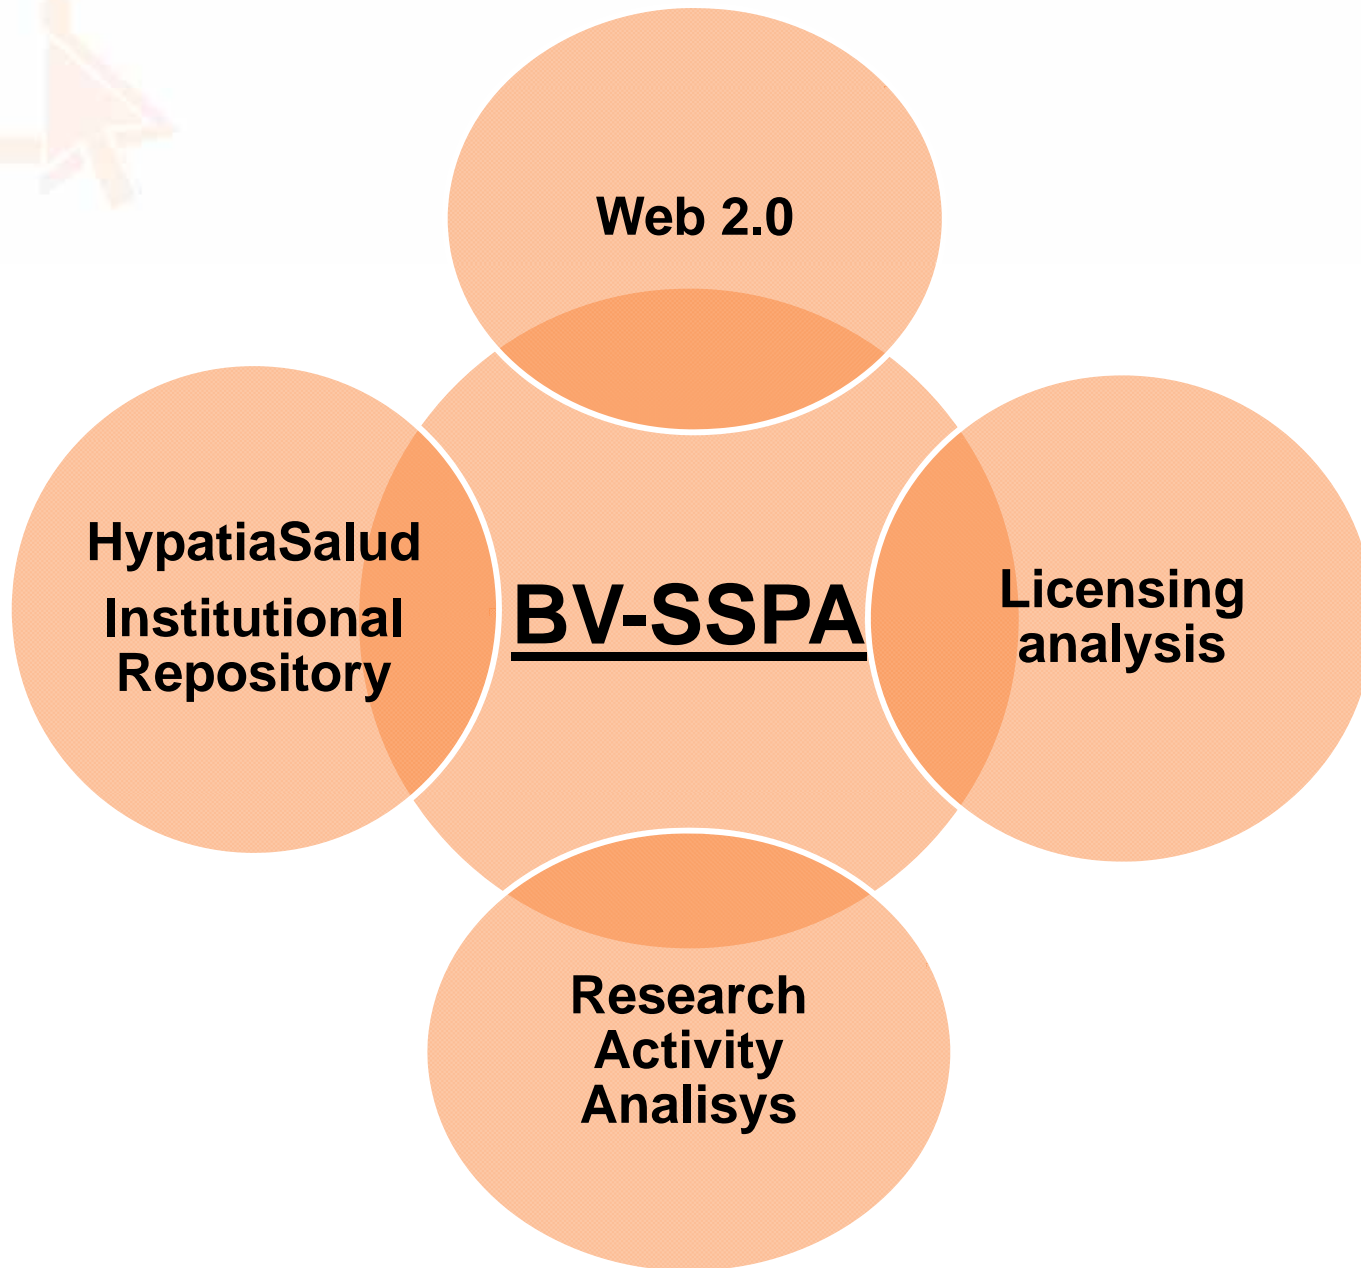 Web 2.0
HypatiaSalud
Institutional
Repository
BV-SSPA
Licensing
analysis
Research
Activity
Analisys